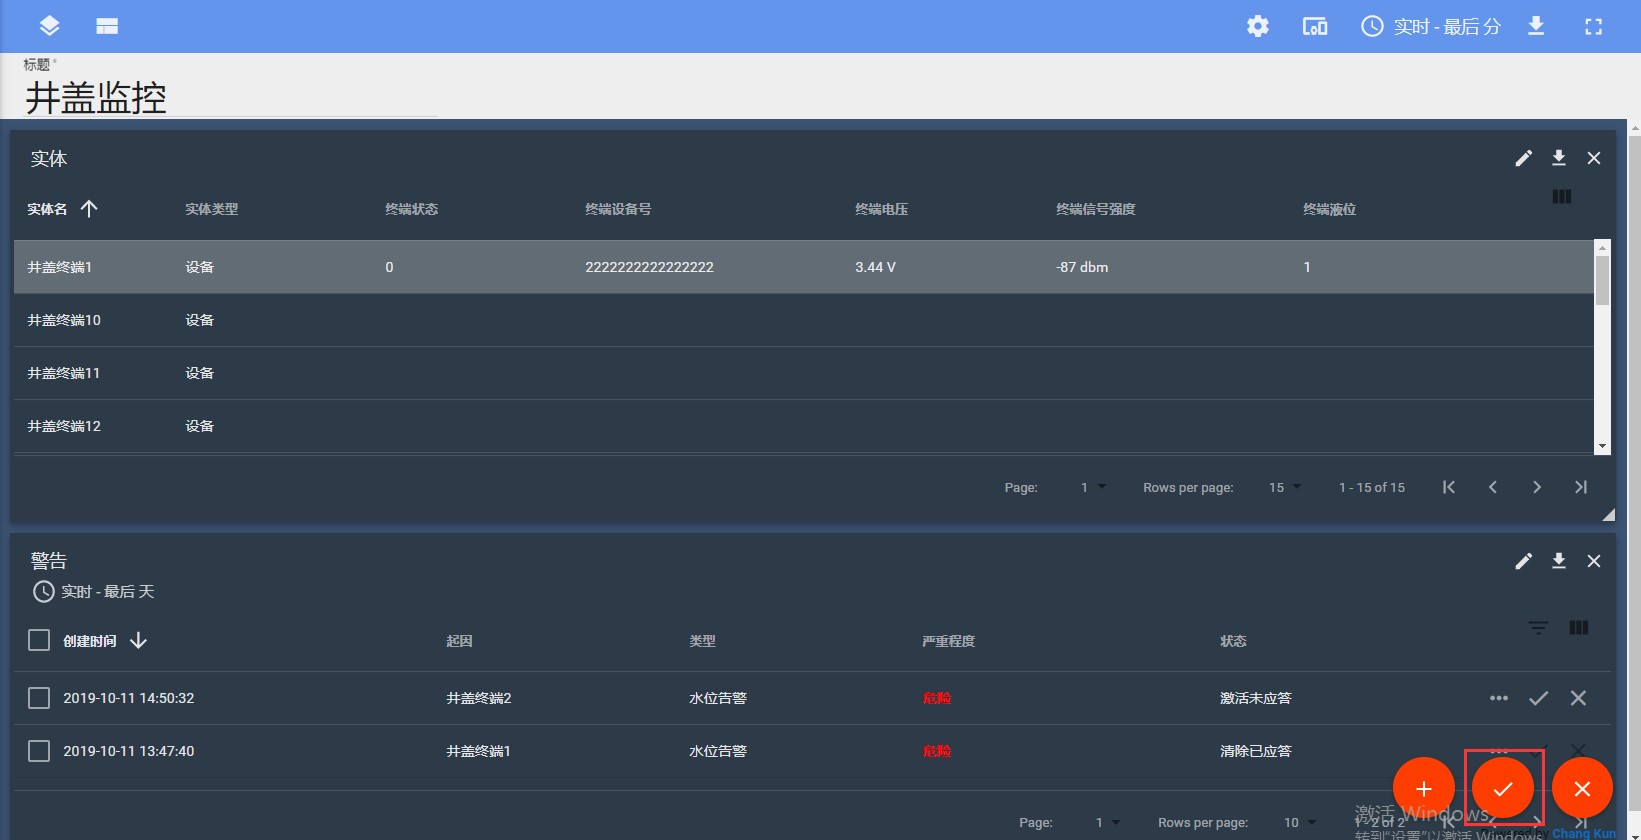 实时 - 最后 分
标题 *
井盖监控
实体
实体名 实体类型 终端状态 终端设备号 终端电压 终端信号强度 终端液位
井盖终端1 设备 0 2222222222222222 3.44 V -87 dbm 1
井盖终端10 设备
井盖终端11 设备
井盖终端12 设备
Page: 1 Rows per page: 15 1 - 15 of 15
警告
实时 - 最后 天
创建时间 起因 类型 严重程度 状态
2019-10-11 14:50:32 井盖终端2 水位告警 危险 激活未应答
2019-10-11 13:47:40 井盖终端1 水位告警 危险 清除已应答
激活 Windows
Page: 1 Rows per page: 10 1 - 2 of 2
转到"设置"以激活 Windows。
Powered by Chang Kun